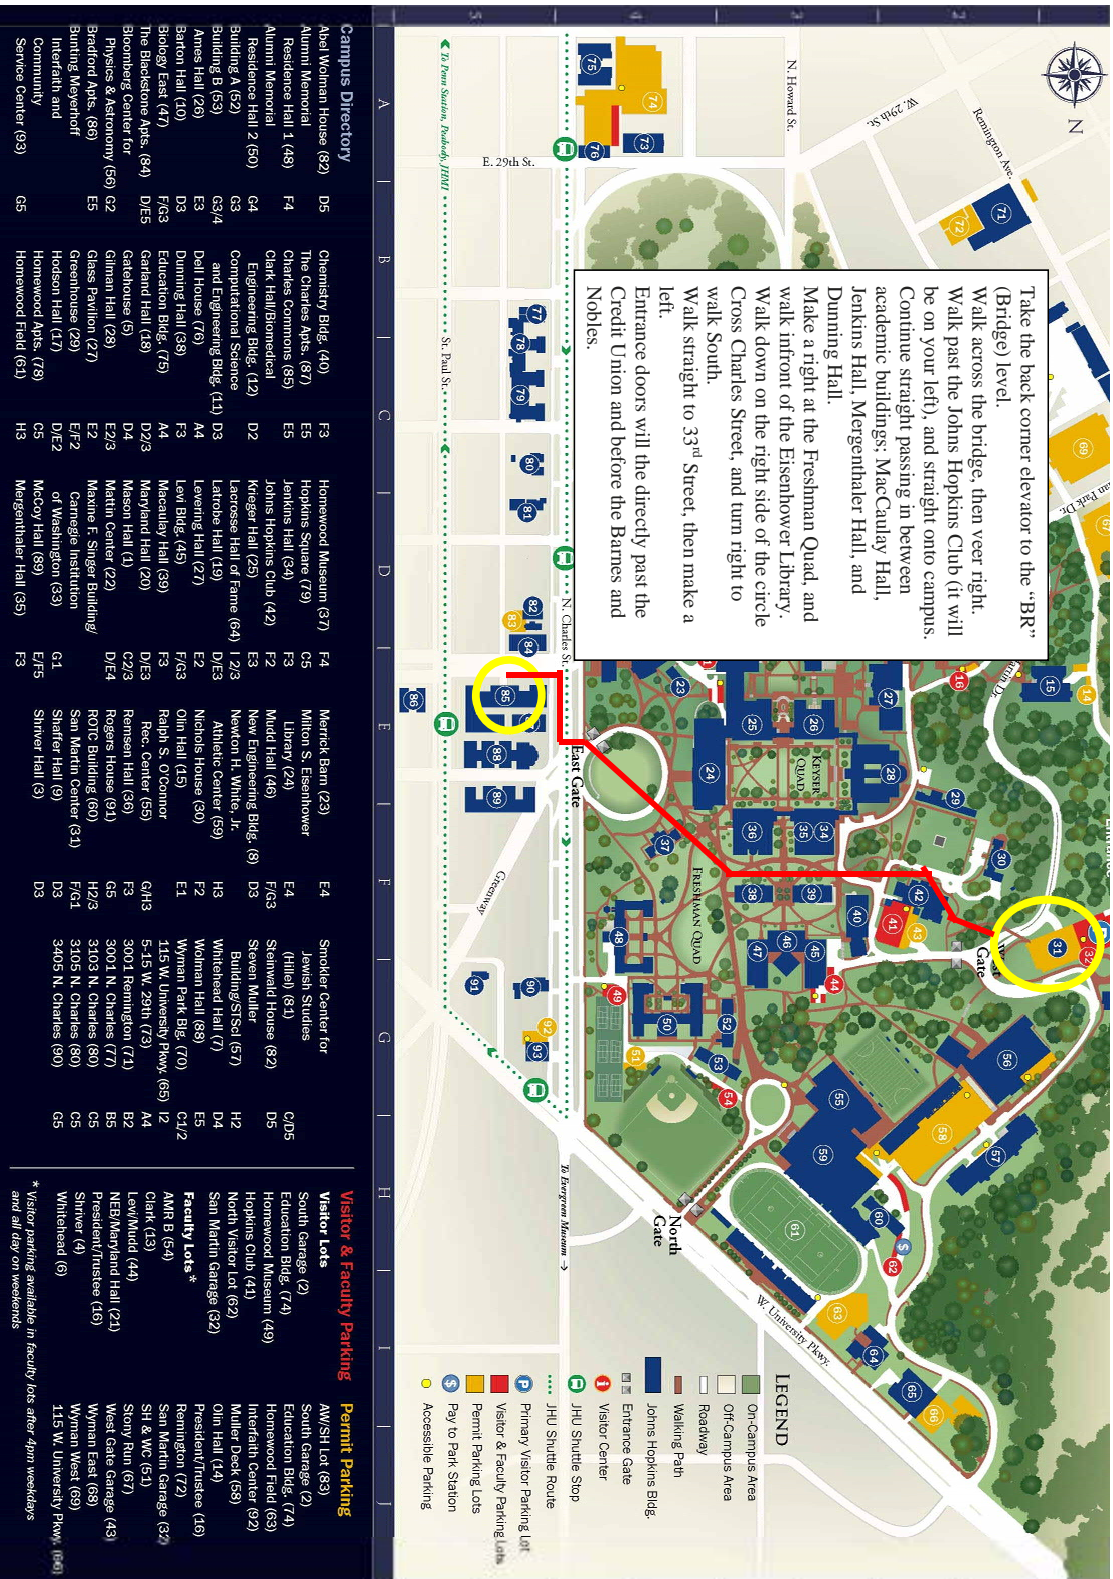 Take the back corner elevator to the “BR”
(Bridge) level.
Walk across the bridge, then veer right.
Walk past the Johns Hopkins Club (it will
be on your left), and straight onto campus.
Continue straight passing in between
academic buildings; MacCaulay Hall,
Jenkins Hall, Mergenthaler Hall, and
Dunning Hall.
Make a right at the Freshman Quad, and
walk infront of the Eisenhower Library.
Walk down on the right side of the circle
Cross Charles Street, and turn right to
walk South.
Walk straight to 33rd Street, then make a
left.
Entrance doors will the directly past the
Credit Union and before the Barnes and
Nobles.
N
N. Howard St.
W. 29th St.
Remington Ave.
E. 29th St.
N. Charles St.
St. Paul St.
To Penn Station, Peabody, JHMI
Greenway
To Evergreen Museum →
W. University Pkwy.
KEYSER
QUAD
FRESHMAN QUAD
East Gate
North
Gate
Gate
A
B
C
D
E
F
G
H
I
J
LEGEND
On-Campus Area
Off-Campus Area
Roadway
Walking Path
Johns Hopkins Bldg.
Entrance Gate
Visitor Center
JHU Shuttle Stop
JHU Shuttle Route
Primary Visitor Parking Lot
Visitor & Faculty Parking Lots
Permit Parking Lots
Pay to Park Station
Accessible Parking
Campus Directory
Abel Wolman House (82) D5
Alumni Memorial
Residence Hall 1 (48) F4
Alumni Memorial
Residence Hall 2 (50) G4
Building A (52) G3
Building B (53) G3/4
Ames Hall (26) E3
Barton Hall (10) D3
Biology East (47) F/G3
The Blackstone Apts. (84) D/E5
Bloomberg Center for
Physics & Astronomy (56) G2
Bradford Apts. (86) E5
Bunting Meyerhoff
Interfaith and
Community
Service Center (93) G5
Chemistry Bldg. (40) F3
The Charles Apts. (87) E5
Charles Commons (85) E5
Clark Hall/Biomedical
Engineering Bldg. (12) D2
Computational Science
and Engineering Bldg. (11) D3
Dell House (76) A4
Dunning Hall (38) F3
Education Bldg. (75) A4
Garland Hall (18) D2/3
Gatehouse (5) D4
Gilman Hall (28) E2/3
Glass Pavilion (27) E2
Greenhouse (29) E/F2
Hodson Hall (17) D/E2
Homewood Apts. (78) C5
Homewood Field (61) H3
Homewood Museum (37) F4
Hopkins Square (79) C5
Jenkins Hall (34) F3
Johns Hopkins Club (42) F2
Krieger Hall (25) E3
Lacrosse Hall of Fame (64) I 2/3
Latrobe Hall (19) D/E3
Levering Hall (27) E2
Levi Bldg. (45) F/G3
Macaulay Hall (39) F3
Maryland Hall (20) D/E3
Mason Hall (1) C2/3
Mattin Center (22) D/E4
Maxine F. Singer Building/
Carnegie Institution
of Washington (33) G1
McCoy Hall (89) E/F5
Mergenthaler Hall (35) F3
Merrick Barn (23) E4
Milton S. Eisenhower
Library (24) E4
Mudd Hall (46) F/G3
New Engineering Bldg. (8) D3
Newton H. White, Jr.
Athletic Center (59) H3
Nichols House (30) F2
Olin Hall (15) E1
Ralph S. O’Connor
Rec. Center (55) G/H3
Remsen Hall (36) F3
Rogers House (91) G5
ROTC Building (60) H2/3
San Martin Center (31) F/G1
Shaffer Hall (9) D3
Shriver Hall (3) D3
Smokler Center for
Jewish Studies
(Hillel) (81) C/D5
Steinwald House (82) D5
Steven Muller
Building/STScI (57) H2
Whitehead Hall (7) D4
Wolman Hall (88) E5
Wyman Park Blg. (70) C1/2
115 W. University Pkwy. (65) I2
5-15 W. 29th (73) A4
3001 Remington (71) B2
3001 N. Charles (77) B5
3103 N. Charles (80) C5
3105 N. Charles (80) C5
3405 N. Charles (90) G5
Visitor & Faculty Parking
Visitor Lots
South Garage (2)
Education Bldg. (74)
Homewood Museum (49)
Hopkins Club (41)
North Visitor Lot (62)
San Martin Garage (32)
Faculty Lots*
AMR B (54)
Clark (13)
Levi/Mudd (44)
NEB/Maryland Hall (21)
President/Trustee (16)
Shriver (4)
Whitehead (6)
* Visitor parking available in faculty lots after 4pm weekdays
and all day on weekends
Permit Parking
AW/SH Lot (83)
South Garage (2)
Education Bldg. (74)
Homewood Field (63)
Interfaith Center (92)
Muller Deck (58)
Olin Hall (14)
President/Trustee (16)
Remington (72)
San Martin Garage (32)
SH & WC (51)
Stony Run (67)
West Gate Garage (43)
Wyman East (68)
Wyman West (69)
115 W. University Pkwy. (66)